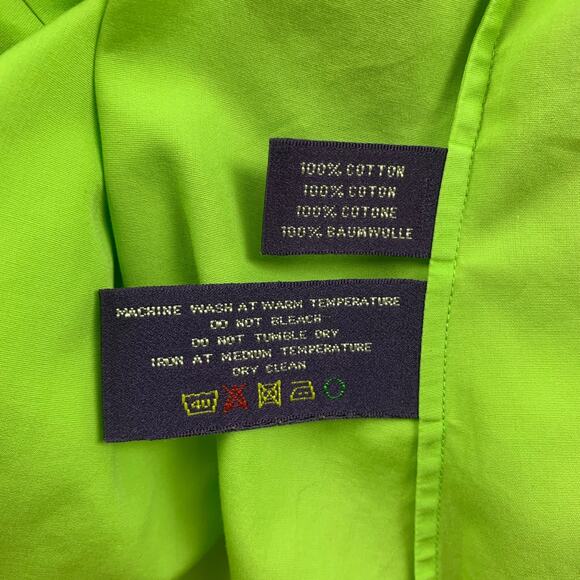 100% COTTON
100% COTON
100% COTONE
100% BAUMWOLLE
MACHINE WASH AT WARM TEMPERATURE
DO NOT BLEACH
DO NOT TUMBLE DRY
IRON AT MEDIUM TEMPERATURE
DRY CLEAN
40